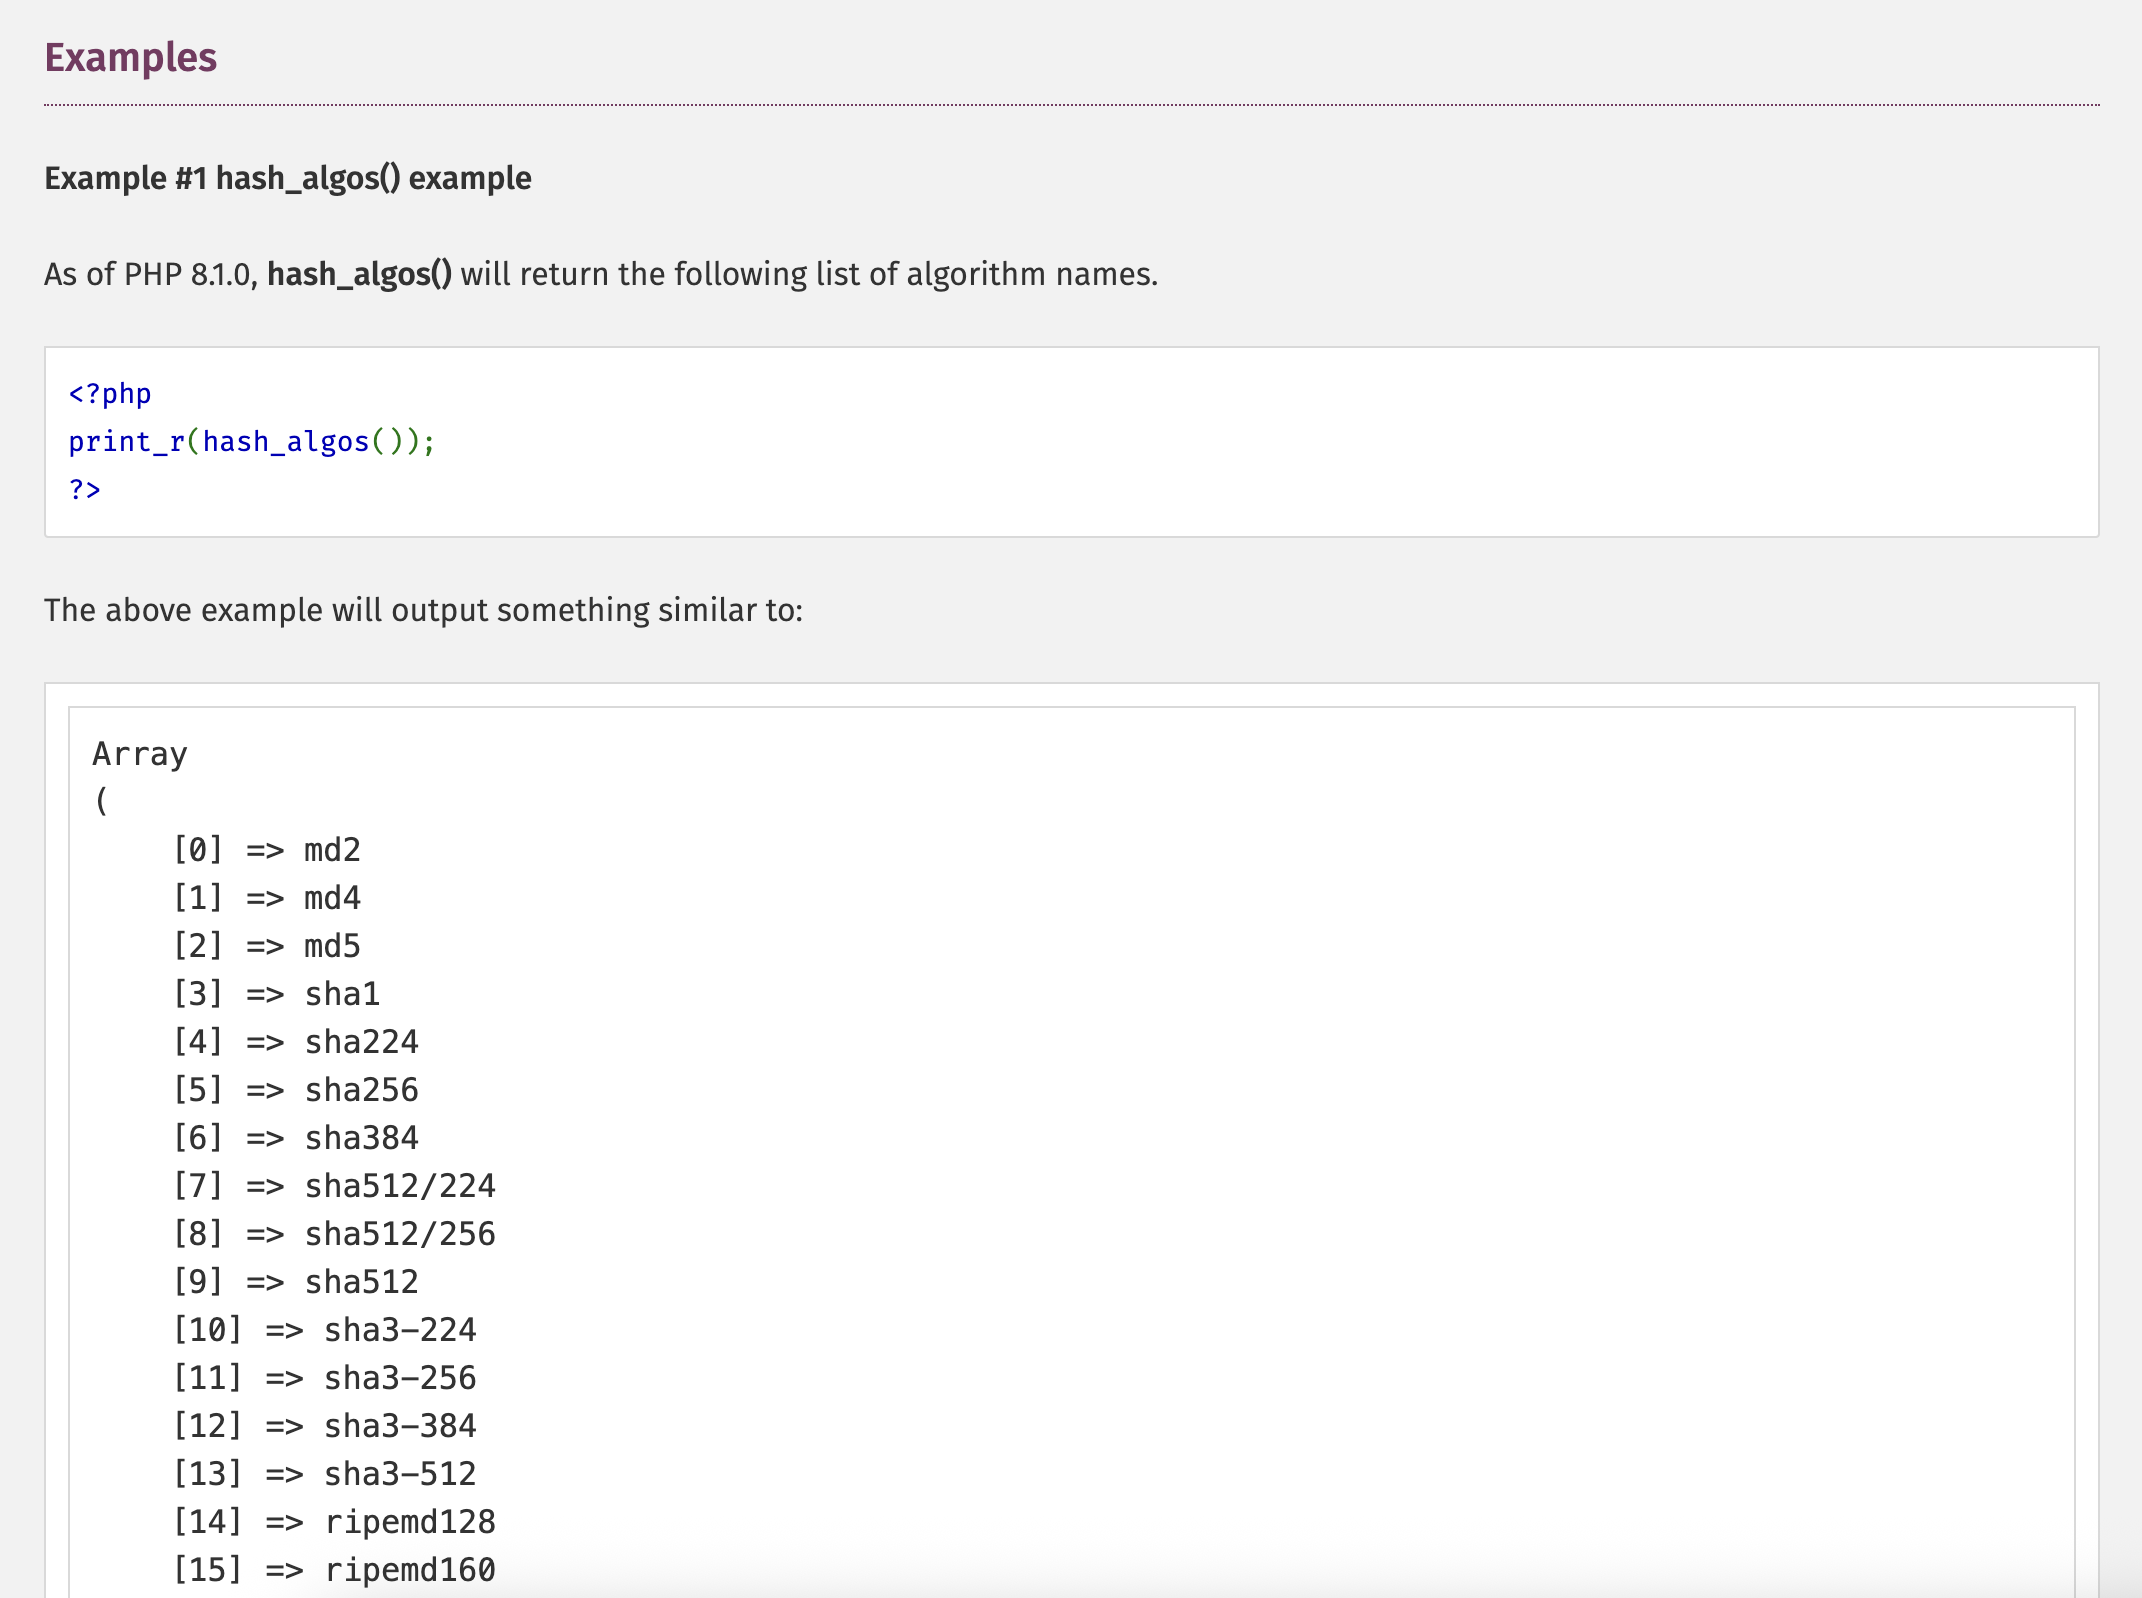 Examples
Example #1 hash_algos() example
As of PHP 8.1.0, hash_algos() will return the following list of algorithm names.
<?php
print_r(hash_algos());
?>
The above example will output something similar to:
Array
(
    [0] => md2
    [1] => md4
    [2] => md5
    [3] => sha1
    [4] => sha224
    [5] => sha256
    [6] => sha384
    [7] => sha512/224
    [8] => sha512/256
    [9] => sha512
    [10] => sha3-224
    [11] => sha3-256
    [12] => sha3-384
    [13] => sha3-512
    [14] => ripemd128
    [15] => ripemd160